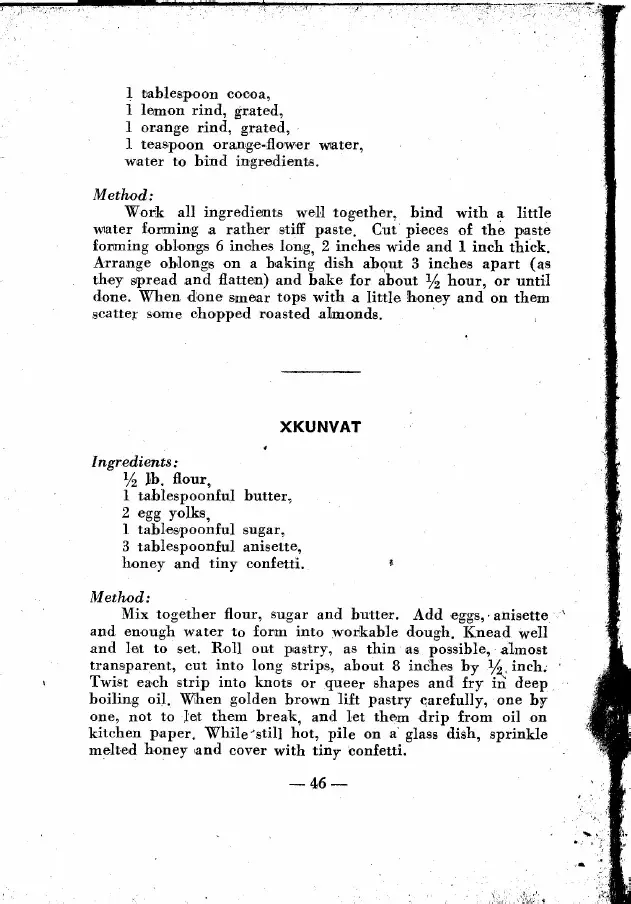 1 tablespoon cocoa,
1 lemon rind, grated,
1 orange rind, grated,
1 teaspoon orange-flower water,
water to bind ingredients.
Method:
Work all ingredients well together, bind with a little
water forming a rather stiff paste. Cut pieces of the paste
forming oblongs 6 inches long, 2 inches wide and 1 inch thick.
Arrange oblongs on a baking dish about 3 inches apart (as
they spread and flatten) and bake for about ½ hour, or until
done. When done smear tops with a little honey and on them
scatter some chopped roasted almonds.
XKUNVAT
Ingredients:
½ lb. flour,
1 tablespoonful butter,
2 egg yolks,
1 tablespoonful sugar,
3 tablespoonful anisette,
honey and tiny confetti.
Method:
Mix together flour, sugar and butter. Add eggs, anisette
and enough water to form into workable dough. Knead well
and let to set. Roll out pastry, as thin as possible, almost
transparent, cut into long strips, about 8 inches by ½ inch.
Twist each strip into knots or queer shapes and fry in deep
boiling oil. When golden brown lift pastry carefully, one by
one, not to let them break, and let them drip from oil on
kitchen paper. While still hot, pile on a glass dish, sprinkle
melted honey and cover with tiny confetti.
— 46 —